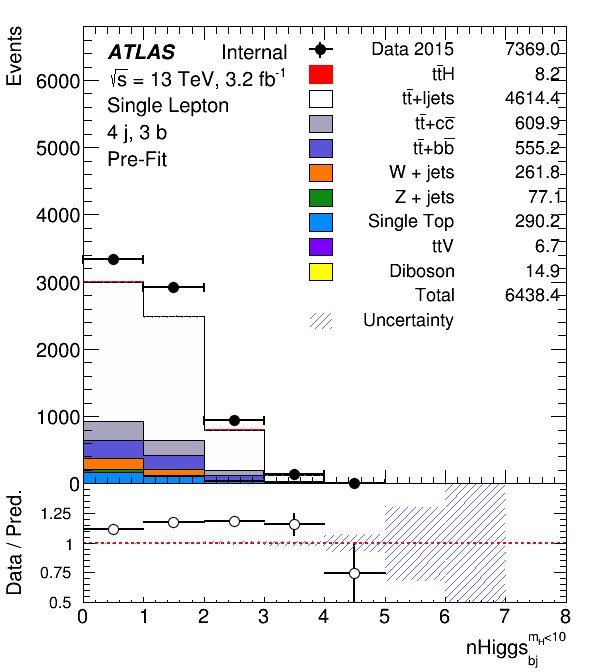 Events
ATLAS Internal
√s = 13 TeV, 3.2 fb⁻¹
Single Lepton
4 j, 3 b
Pre-Fit
Data 2015 7369.0
tt̄H 8.2
tt̄+ljets 4614.4
tt̄+cc̄ 609.9
tt̄+bb̄ 555.2
W + jets 261.8
Z + jets 77.1
Single Top 290.2
ttV 6.7
Diboson 14.9
Total 6438.4
Uncertainty
6000
5000
4000
3000
2000
1000
0
Data / Pred.
1.25
1
0.75
0.5
0 1 2 3 4 5 6 7 8
nHiggs_bj^m_H<10